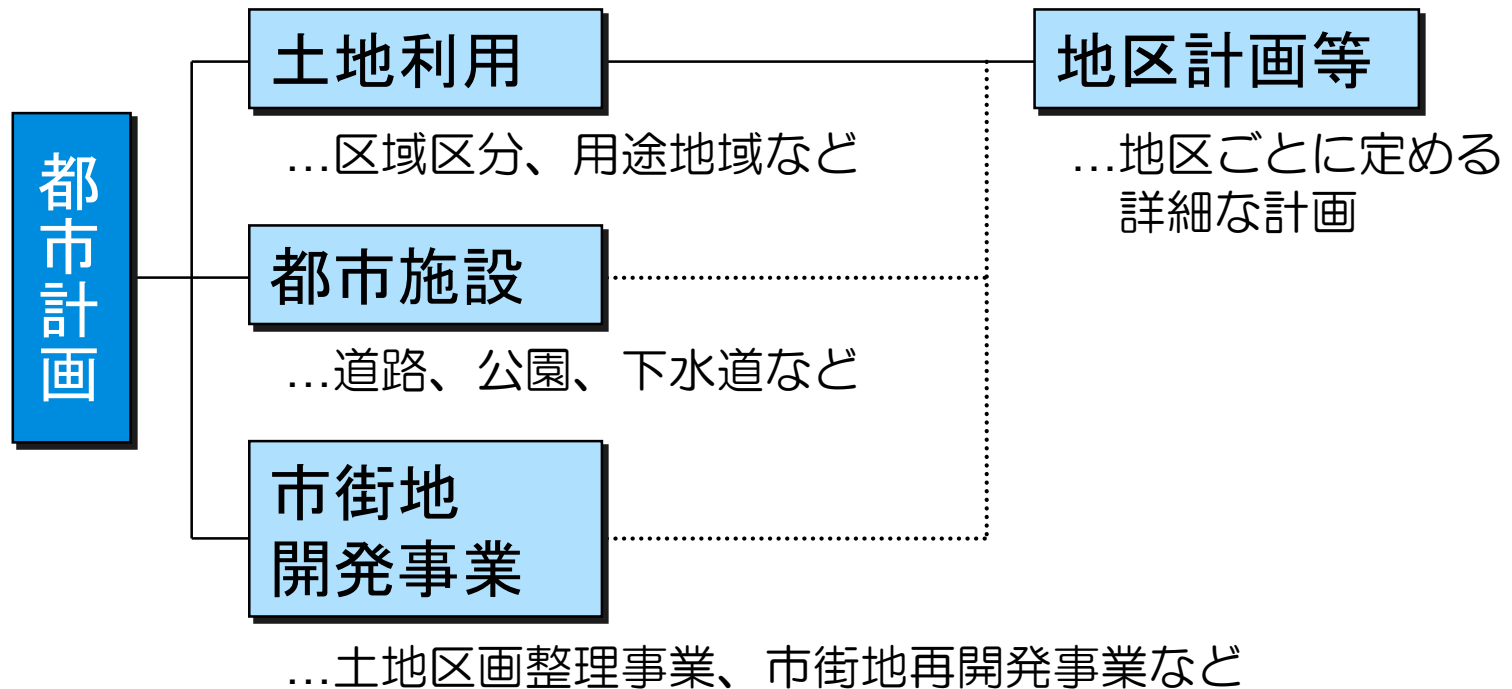 都市計画
土地利用
…区域区分、用途地域など
都市施設
…道路、公園、下水道など
市街地
開発事業
…土地区画整理事業、市街地再開発事業など
地区計画等
…地区ごとに定める
詳細な計画